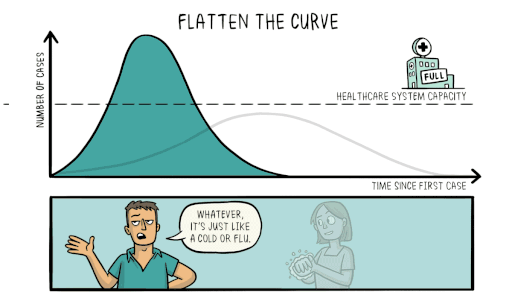 FLATTEN THE CURVE
NUMBER OF CASES
FULL
HEALTHCARE SYSTEM CAPACITY
TIME SINCE FIRST CASE
WHATEVER,
IT'S JUST LIKE
A COLD OR FLU.